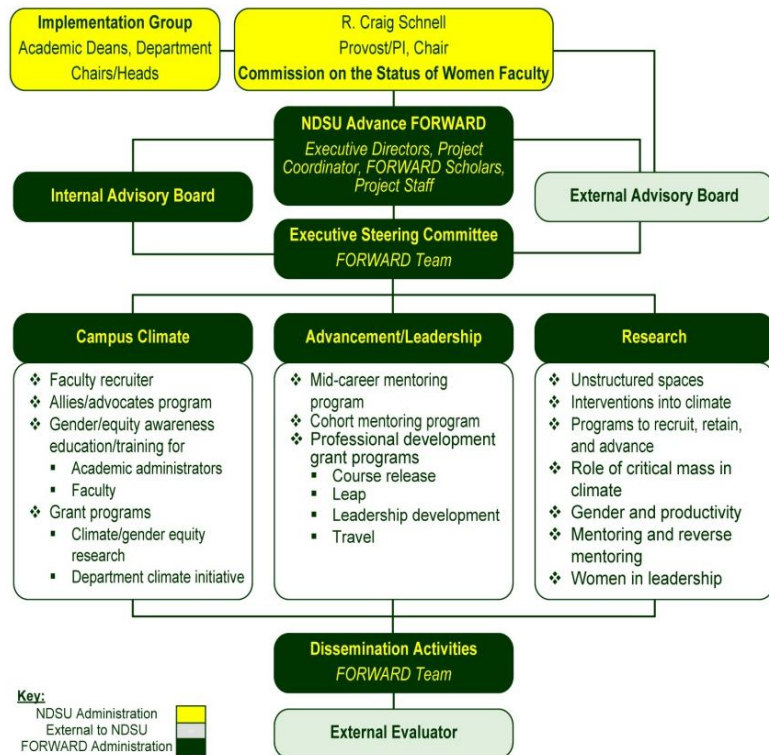 Implementation Group
Academic Deans, Department
Chairs/Heads
R. Craig Schnell
Provost/PI, Chair
Commission on the Status of Women Faculty
NDSU Advance FORWARD
Executive Directors, Project
Coordinator, FORWARD Scholars,
Project Staff
Internal Advisory Board
External Advisory Board
Executive Steering Committee
FORWARD Team
Campus Climate
❖ Faculty recruiter
❖ Allies/advocates program
❖ Gender/equity awareness
education/training for
▪ Academic administrators
▪ Faculty
❖ Grant programs
▪ Climate/gender equity
research
▪ Department climate initiative
Advancement/Leadership
❖ Mid-career mentoring
program
❖ Cohort mentoring program
❖ Professional development
grant programs
▪ Course release
▪ Leap
▪ Leadership development
▪ Travel
Research
❖ Unstructured spaces
❖ Interventions into climate
❖ Programs to recruit, retain,
and advance
❖ Role of critical mass in
climate
❖ Gender and productivity
❖ Mentoring and reverse
mentoring
❖ Women in leadership
Dissemination Activities
FORWARD Team
External Evaluator
Key:
NDSU Administration
External to NDSU
FORWARD Administration